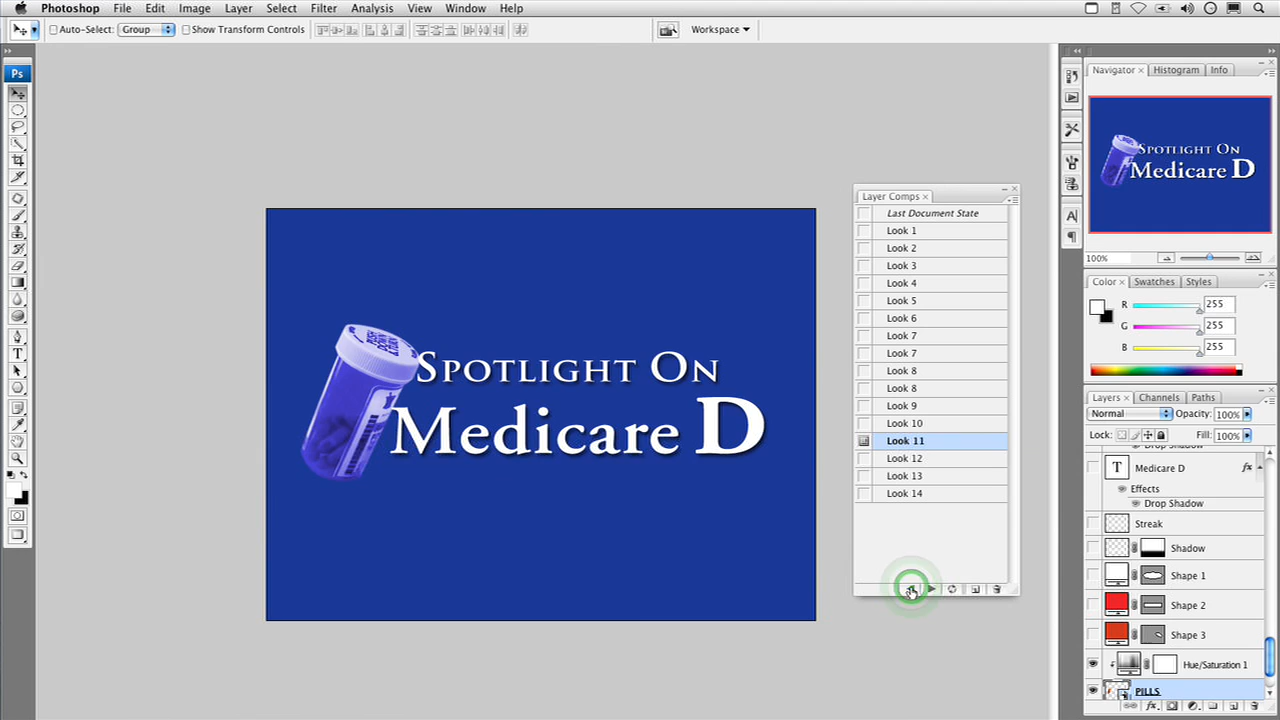 Photoshop File Edit Image Layer Select Filter Analysis View Window Help
Auto-Select: Group Show Transform Controls Workspace
Ps
Navigator × Histogram Info
Spotlight On
Medicare D
100%
Color × Swatches Styles
R 255
G 255
B 255
Layers × Channels Paths
Normal Opacity: 100%
Lock: Fill: 100%
T Medicare D fx
Effects
Drop Shadow
Streak
Shadow
Shape 1
Shape 2
Shape 3
Hue/Saturation 1
PILLS
Layer Comps ×
Last Document State
Look 1
Look 2
Look 3
Look 4
Look 5
Look 6
Look 7
Look 7
Look 8
Look 8
Look 9
Look 10
Look 11
Look 12
Look 13
Look 14
Spotlight On
Medicare D